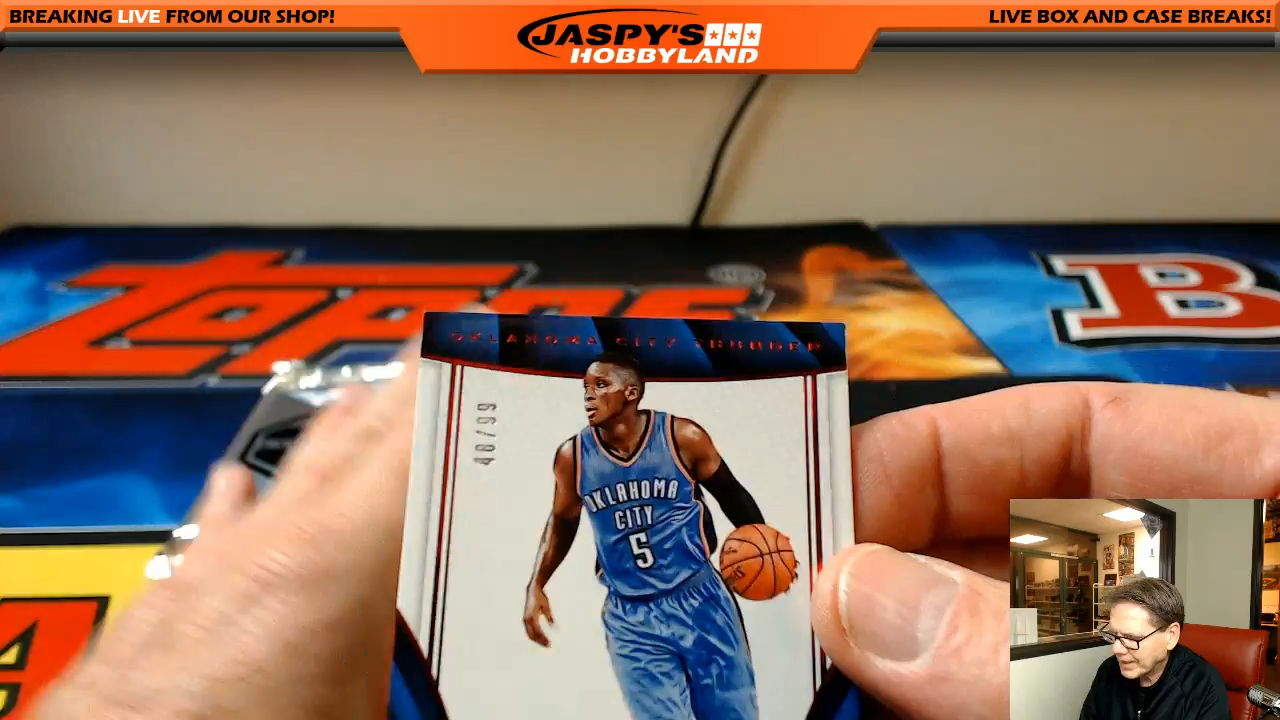 BREAKING LIVE FROM OUR SHOP!
JASPY'S
HOBBYLAND
LIVE BOX AND CASE BREAKS!
TOPPS
B
OKLAHOMA CITY THUNDER
48/99
OKLAHOMA
CITY
5